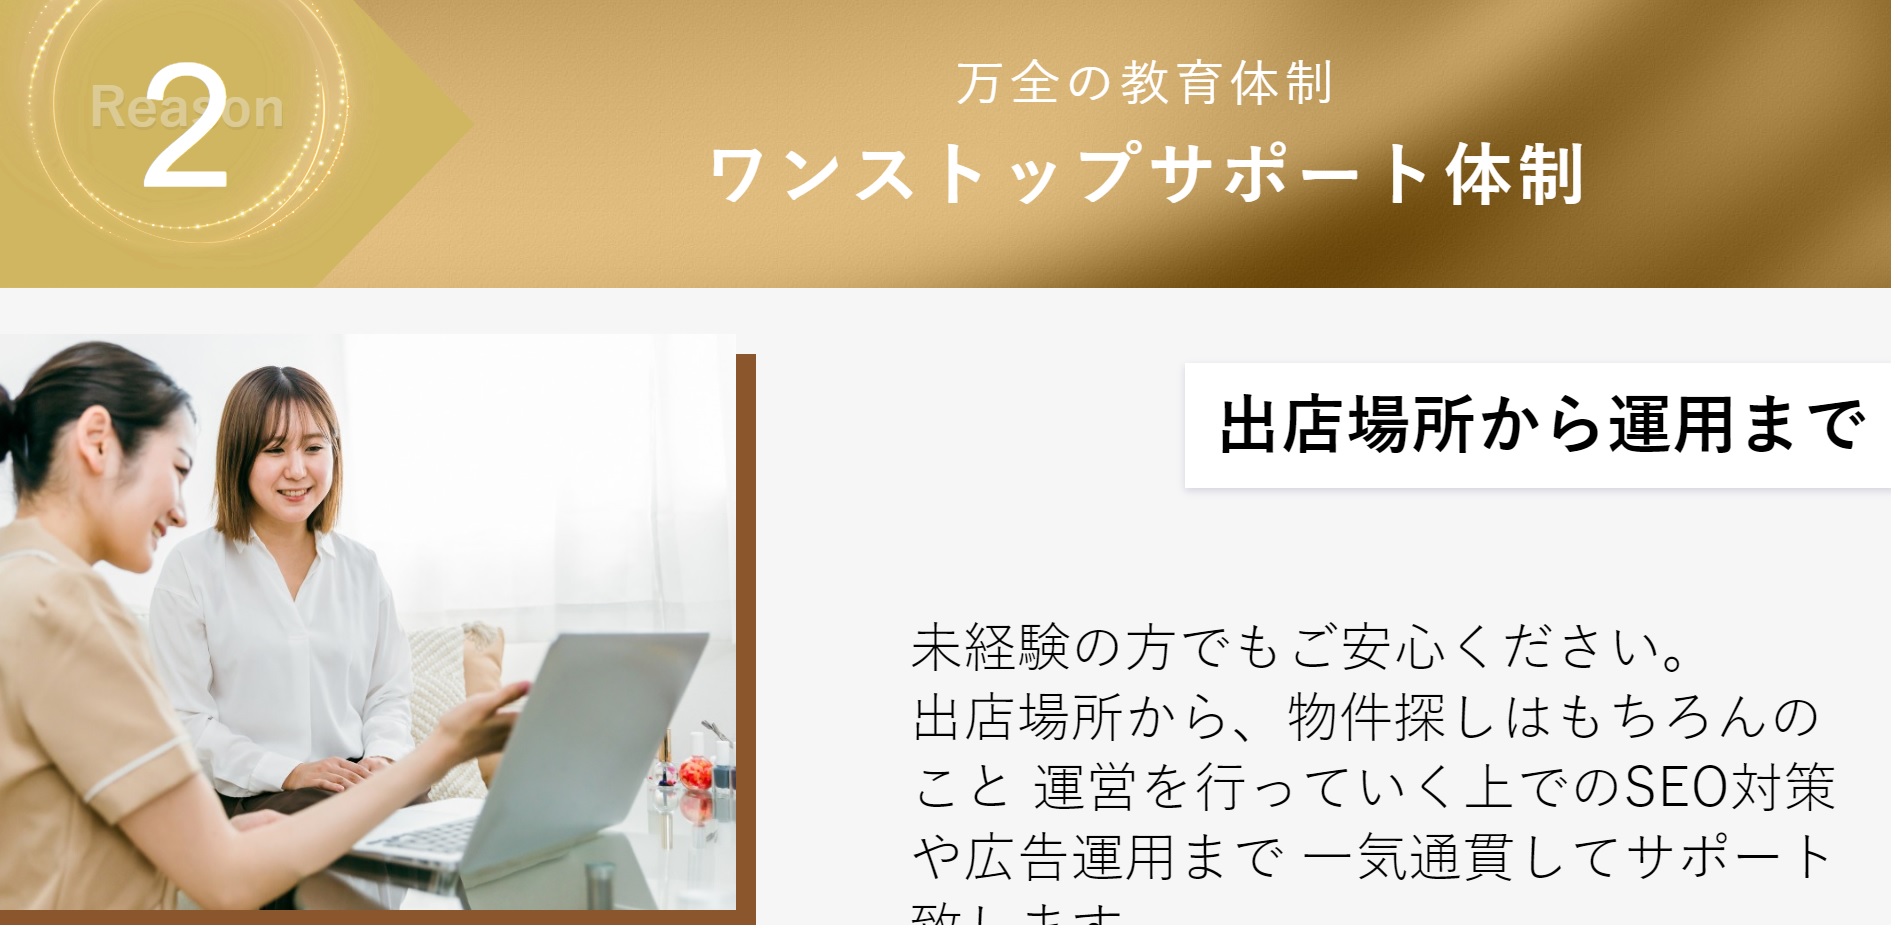 Reason
2
万全の教育体制
ワンストップサポート体制
出店場所から運用まで
未経験の方でもご安心ください。
出店場所から、物件探しはもちろんの
こと 運営を行っていく上でのSEO対策
や広告運用まで 一気通貫してサポート
致します